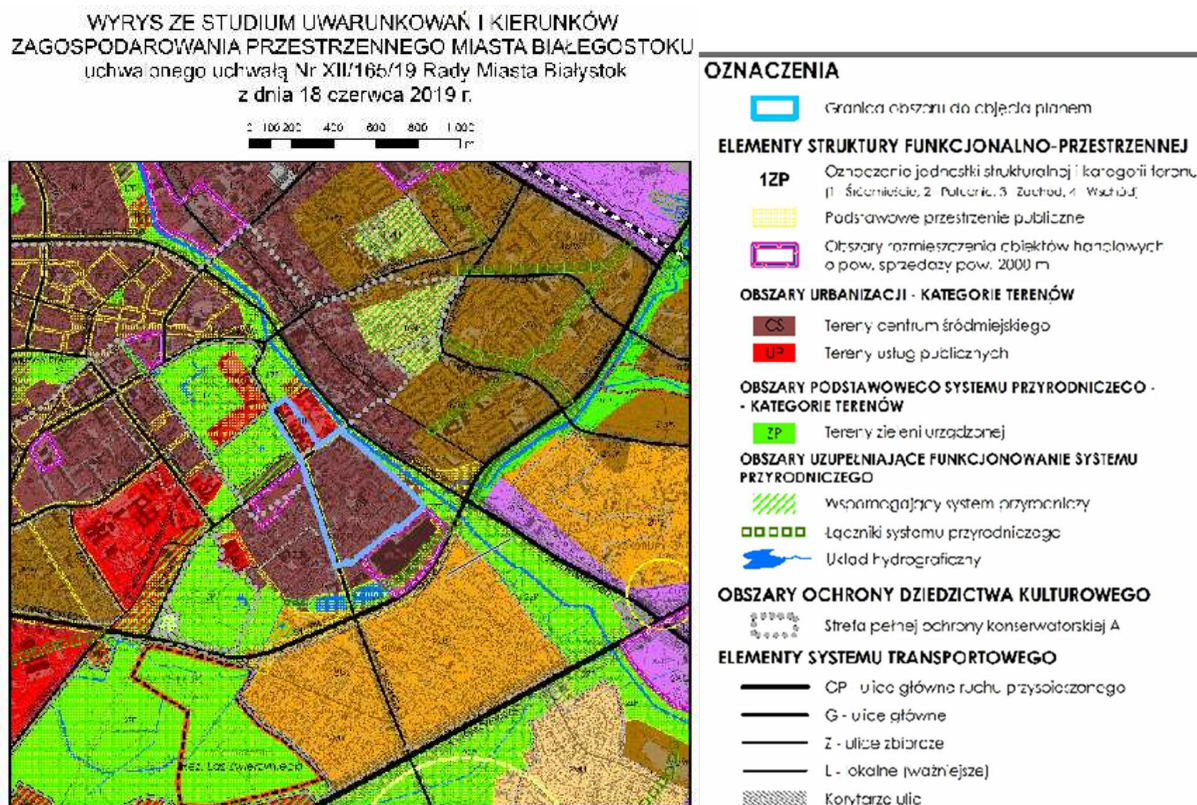 WYRYS ZE STUDIUM UWARUNKOWAŃ I KIERUNKÓW
ZAGOSPODAROWANIA PRZESTRZENNEGO MIASTA BIAŁEGOSTOKU
uchwalonego uchwałą Nr XII/165/19 Rady Miasta Białystok
z dnia 18 czerwca 2019 r.
0 100 200 400 600 800 1 000
m
Rez. Las Zwierzyniecki
OZNACZENIA
Granica obszaru do objęcia planem
ELEMENTY STRUKTURY FUNKCJONALNO-PRZESTRZENNEJ
1ZP Oznaczenie jednostki strukturalnej i kategorii terenu
(1 - Śródmieście, 2 - Południe, 3 - Zachód, 4 - Wschód)
Podstawowe przestrzenie publiczne
Obszary rozmieszczenia obiektów handlowych
o pow. sprzedaży pow. 2000 m
OBSZARY URBANIZACJI - KATEGORIE TERENÓW
CS Tereny centrum śródmiejskiego
UP Tereny usług publicznych
OBSZARY PODSTAWOWEGO SYSTEMU PRZYRODNICZEGO -
- KATEGORIE TERENÓW
ZP Tereny zieleni urządzonej
OBSZARY UZUPEŁNIAJĄCE FUNKCJONOWANIE SYSTEMU
PRZYRODNICZEGO
Wspomagający system przyrodniczy
Łączniki systemu przyrodniczego
Układ hydrograficzny
OBSZARY OCHRONY DZIEDZICTWA KULTUROWEGO
Strefa pełnej ochrony konserwatorskiej A
ELEMENTY SYSTEMU TRANSPORTOWEGO
GP - ulice główne ruchu przyspieszonego
G - ulice główne
Z - ulice zbiorcze
L - lokalne (ważniejsze)
Korytarze ulic